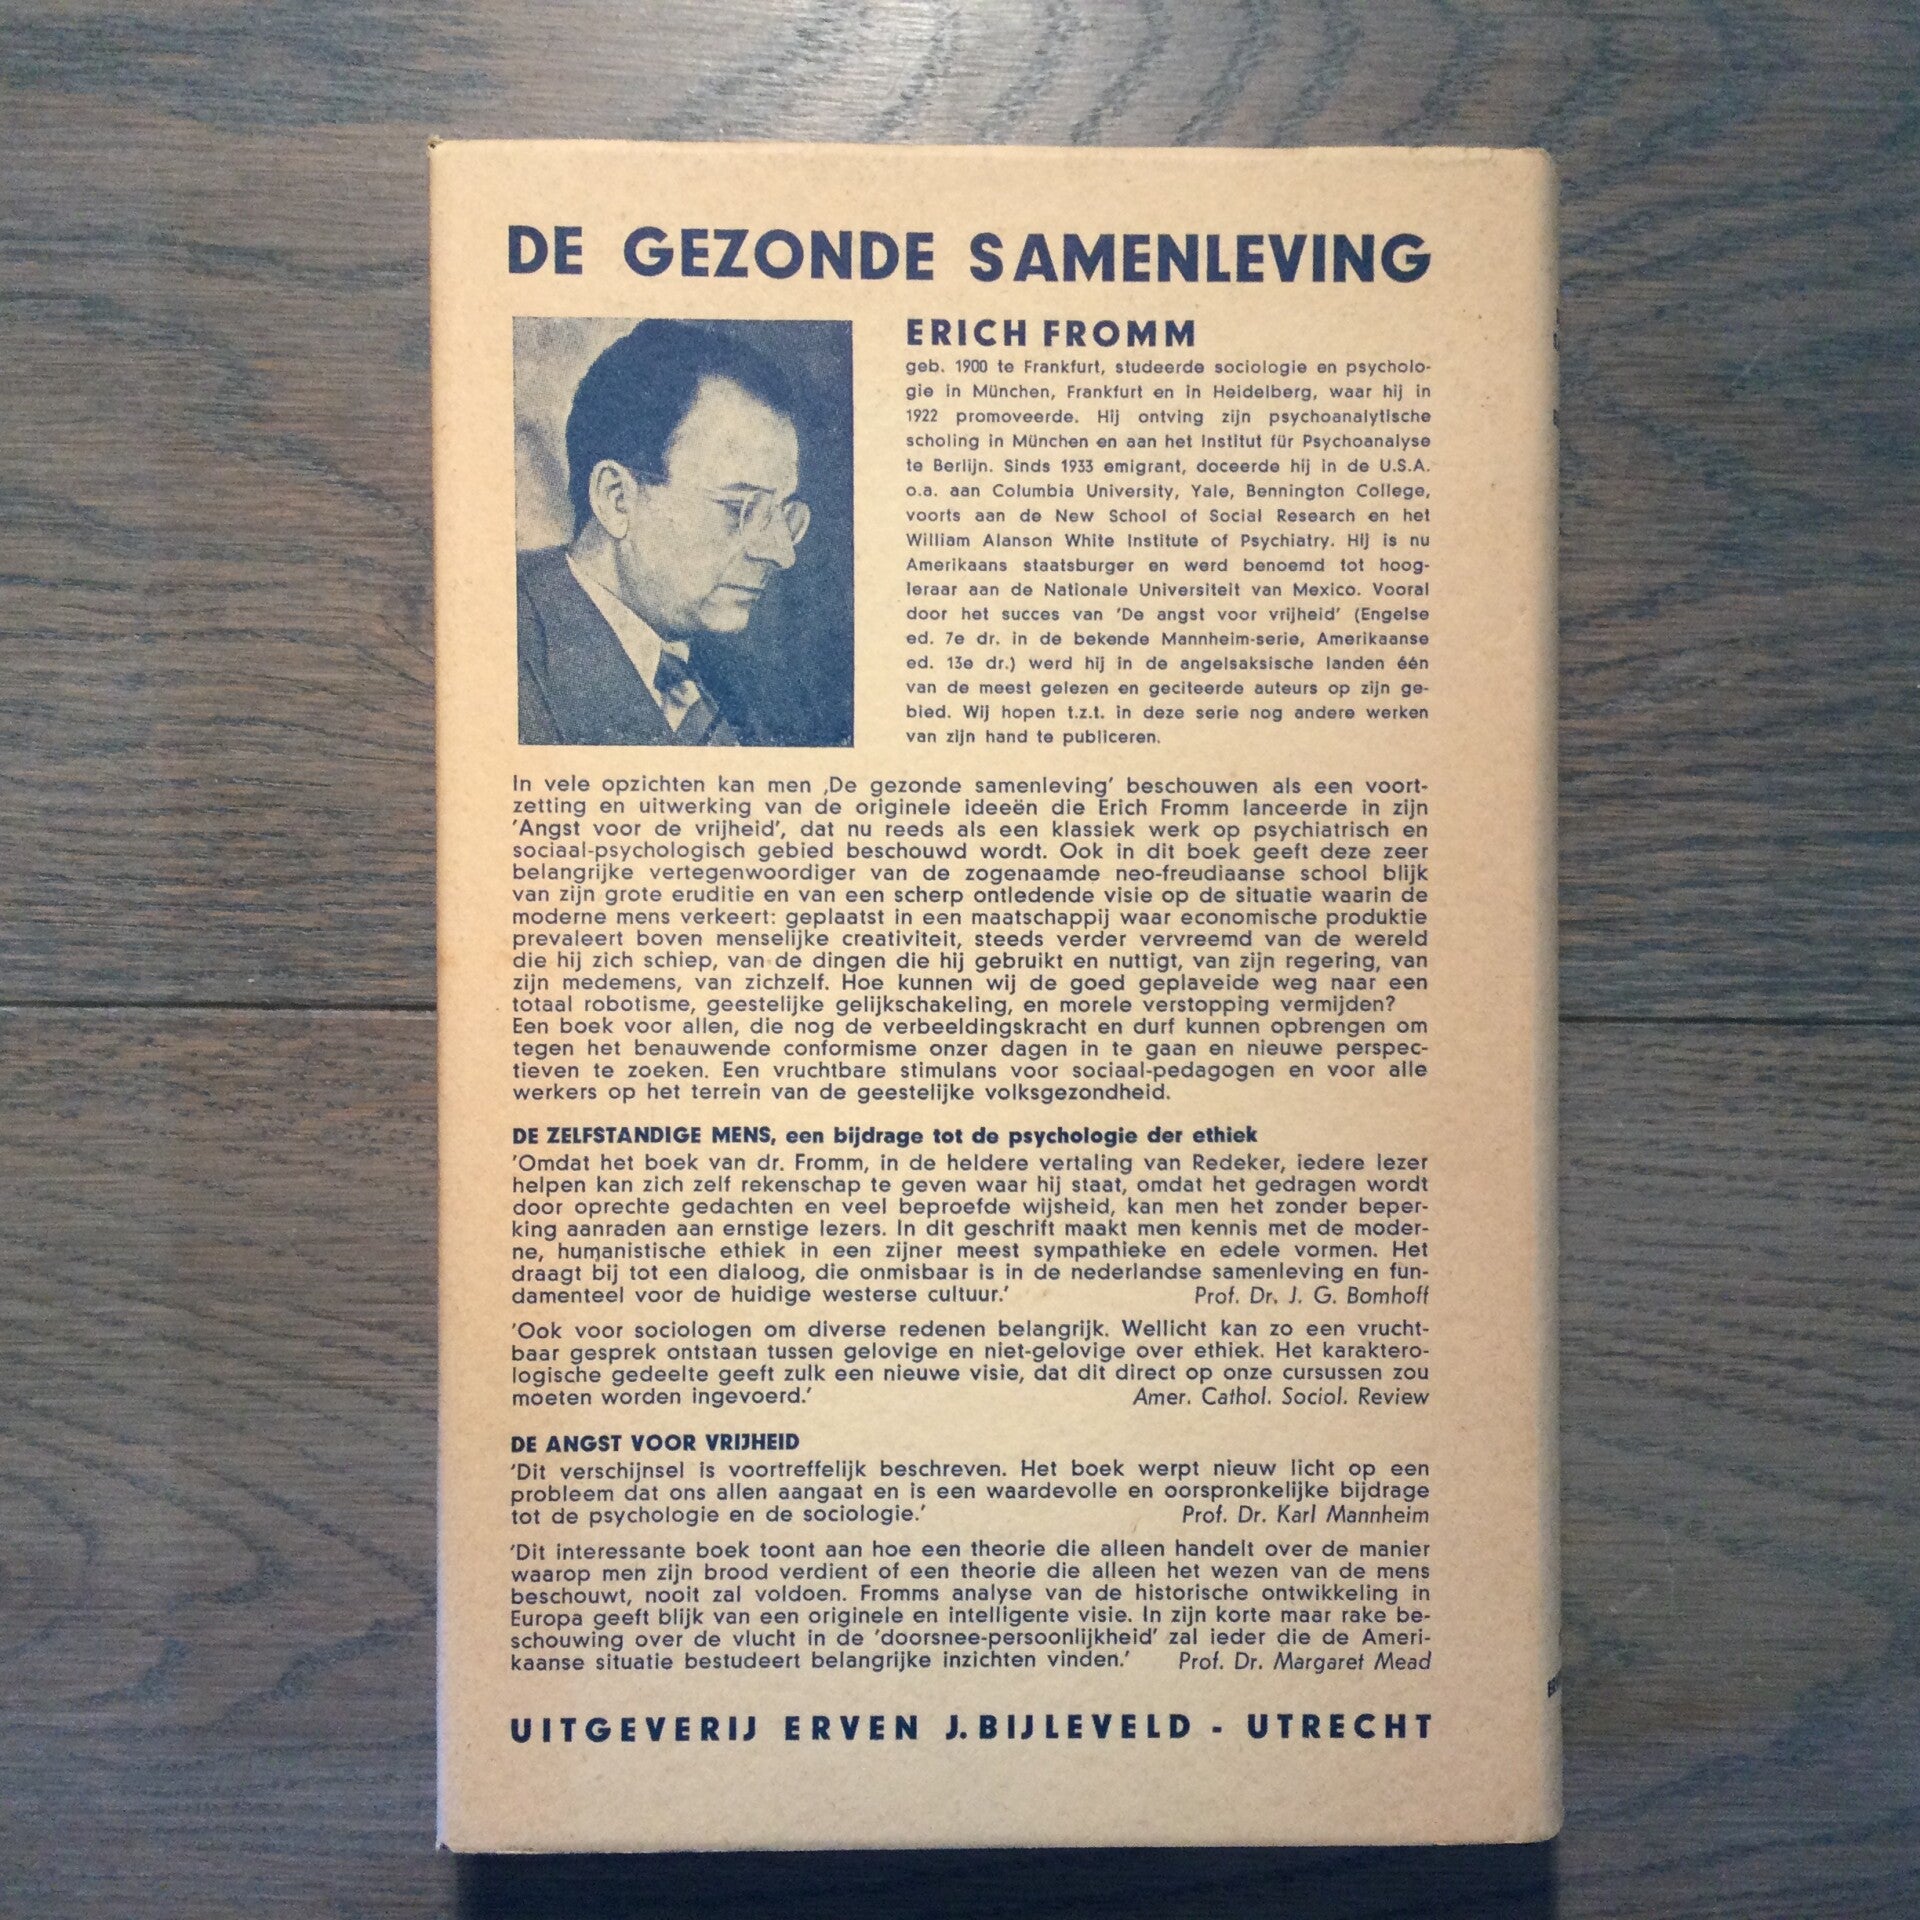 DE GEZONDE SAMENLEVING
ERICH FROMM
geb. 1900 te Frankfurt, studeerde sociologie en psycholo-
gie in München, Frankfurt en in Heidelberg, waar hij in
1922 promoveerde. Hij ontving zijn psychoanalytische
scholing in München en aan het Institut für Psychoanalyse
te Berlijn. Sinds 1933 emigrant, doceerde hij in de U.S.A.
o.a. aan Columbia University, Yale, Bennington College,
voorts aan de New School of Social Research en het
William Alanson White Institute of Psychiatry. Hij is nu
Amerikaans staatsburger en werd benoemd tot hoog-
leraar aan de Nationale Universiteit van Mexico. Vooral
door het succes van 'De angst voor vrijheid' (Engelse
ed. 7e dr. in de bekende Mannheim-serie, Amerikaanse
ed. 13e dr.) werd hij in de angelsaksische landen één
van de meest gelezen en geciteerde auteurs op zijn ge-
bied. Wij hopen t.z.t. in deze serie nog andere werken
van zijn hand te publiceren.
In vele opzichten kan men ‚De gezonde samenleving' beschouwen als een voort-
zetting en uitwerking van de originele ideeën die Erich Fromm lanceerde in zijn
'Angst voor de vrijheid', dat nu reeds als een klassiek werk op psychiatrisch en
sociaal-psychologisch gebied beschouwd wordt. Ook in dit boek geeft deze zeer
belangrijke vertegenwoordiger van de zogenaamde neo-freudiaanse school blijk
van zijn grote eruditie en van een scherp ontledende visie op de situatie waarin de
moderne mens verkeert: geplaatst in een maatschappij waar economische produktie
prevaleert boven menselijke creativiteit, steeds verder vervreemd van de wereld
die hij zich schiep, van de dingen die hij gebruikt en nuttigt, van zijn regering, van
zijn medemens, van zichzelf. Hoe kunnen wij de goed geplaveide weg naar een
totaal robotisme, geestelijke gelijkschakeling, en morele verstopping vermijden?
Een boek voor allen, die nog de verbeeldingskracht en durf kunnen opbrengen om
tegen het benauwende conformisme onzer dagen in te gaan en nieuwe perspec-
tieven te zoeken. Een vruchtbare stimulans voor sociaal-pedagogen en voor alle
werkers op het terrein van de geestelijke volksgezondheid.
DE ZELFSTANDIGE MENS, een bijdrage tot de psychologie der ethiek
'Omdat het boek van dr. Fromm, in de heldere vertaling van Redeker, iedere lezer
helpen kan zich zelf rekenschap te geven waar hij staat, omdat het gedragen wordt
door oprechte gedachten en veel beproefde wijsheid, kan men het zonder beper-
king aanraden aan ernstige lezers. In dit geschrift maakt men kennis met de moder-
ne, humanistische ethiek in een zijner meest sympathieke en edele vormen. Het
draagt bij tot een dialoog, die onmisbaar is in de nederlandse samenleving en fun-
damenteel voor de huidige westerse cultuur.' Prof. Dr. J. G. Bomhoff
'Ook voor sociologen om diverse redenen belangrijk. Wellicht kan zo een vrucht-
baar gesprek ontstaan tussen gelovige en niet-gelovige over ethiek. Het karaktero-
logische gedeelte geeft zulk een nieuwe visie, dat dit direct op onze cursussen zou
moeten worden ingevoerd.' Amer. Cathol. Sociol. Review
DE ANGST VOOR VRIJHEID
'Dit verschijnsel is voortreffelijk beschreven. Het boek werpt nieuw licht op een
probleem dat ons allen aangaat en is een waardevolle en oorspronkelijke bijdrage
tot de psychologie en de sociologie.' Prof. Dr. Karl Mannheim
'Dit interessante boek toont aan hoe een theorie die alleen handelt over de manier
waarop men zijn brood verdient of een theorie die alleen het wezen van de mens
beschouwt, nooit zal voldoen. Fromms analyse van de historische ontwikkeling in
Europa geeft blijk van een originele en intelligente visie. In zijn korte maar rake be-
schouwing over de vlucht in de 'doorsnee-persoonlijkheid' zal ieder die de Ameri-
kaanse situatie bestudeert belangrijke inzichten vinden.' Prof. Dr. Margaret Mead
UITGEVERIJ ERVEN J. BIJLEVELD - UTRECHT